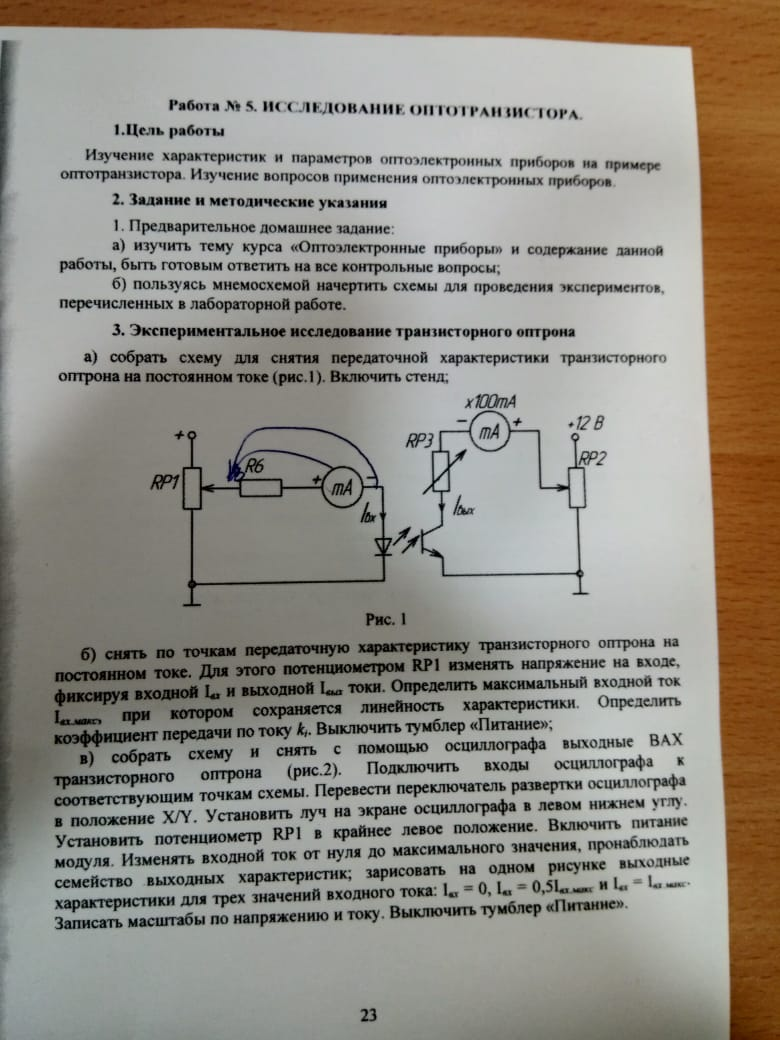 Работа № 5. ИССЛЕДОВАНИЕ ОПТОТРАНЗИСТОРА.
1.Цель работы
Изучение характеристик и параметров оптоэлектронных приборов на примере
оптотранзистора. Изучение вопросов применения оптоэлектронных приборов.
2. Задание и методические указания
1. Предварительное домашнее задание:
а) изучить тему курса «Оптоэлектронные приборы» и содержание данной
работы, быть готовым ответить на все контрольные вопросы;
б) пользуясь мнемосхемой начертить схемы для проведения экспериментов,
перечисленных в лабораторной работе.
3. Экспериментальное исследование транзисторного оптрона
а) собрать схему для снятия передаточной характеристики транзисторного
оптрона на постоянном токе (рис.1). Включить стенд;
x100mA
+ RP3 - mA + +12 В
RP1 R6 + mA - RP2
Iвх Iвых
Рис. 1
б) снять по точкам передаточную характеристику транзисторного оптрона на
постоянном токе. Для этого потенциометром RP1 изменять напряжение на входе,
фиксируя входной Iвх и выходной Iвых токи. Определить максимальный входной ток
Iвх.макс, при котором сохраняется линейность характеристики. Определить
коэффициент передачи по току ki. Выключить тумблер «Питание»;
в) собрать схему и снять с помощью осциллографа выходные ВАХ
транзисторного оптрона (рис.2). Подключить входы осциллографа к
соответствующим точкам схемы. Перевести переключатель развертки осциллографа
в положение X/Y. Установить луч на экране осциллографа в левом нижнем углу.
Установить потенциометр RP1 в крайнее левое положение. Включить питание
модуля. Изменять входной ток от нуля до максимального значения, пронаблюдать
семейство выходных характеристик; зарисовать на одном рисунке выходные
характеристики для трех значений входного тока: Iвх = 0, Iвх = 0,5Iвх.макс и Iвх = Iвх.макс.
Записать масштабы по напряжению и току. Выключить тумблер «Питание».
23